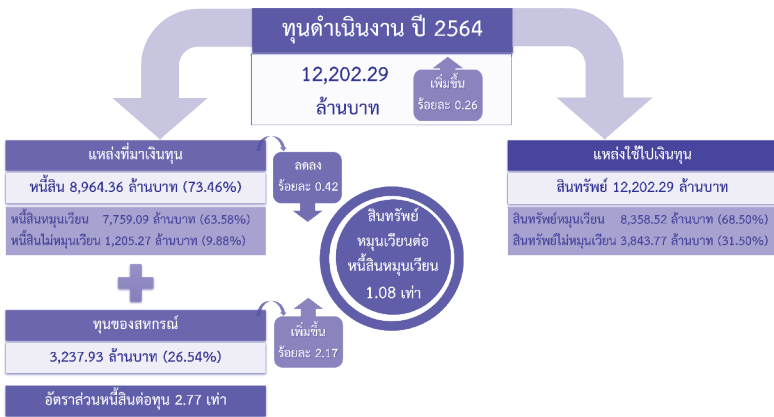 ทุนดำเนินงาน ปี 2564
12,202.29
ล้านบาท
เพิ่มขึ้น
ร้อยละ 0.26
แหล่งที่มาเงินทุน
หนี้สิน 8,964.36 ล้านบาท (73.46%)
หนี้สินหมุนเวียน 7,759.09 ล้านบาท (63.58%)
หนี้สินไม่หมุนเวียน 1,205.27 ล้านบาท (9.88%)
ลดลง
ร้อยละ 0.42
ทุนของสหกรณ์
3,237.93 ล้านบาท (26.54%)
เพิ่มขึ้น
ร้อยละ 2.17
อัตราส่วนหนี้สินต่อทุน 2.77 เท่า
สินทรัพย์
หมุนเวียนต่อ
หนี้สินหมุนเวียน
1.08 เท่า
แหล่งใช้ไปเงินทุน
สินทรัพย์ 12,202.29 ล้านบาท
สินทรัพย์หมุนเวียน 8,358.52 ล้านบาท (68.50%)
สินทรัพย์ไม่หมุนเวียน 3,843.77 ล้านบาท (31.50%)